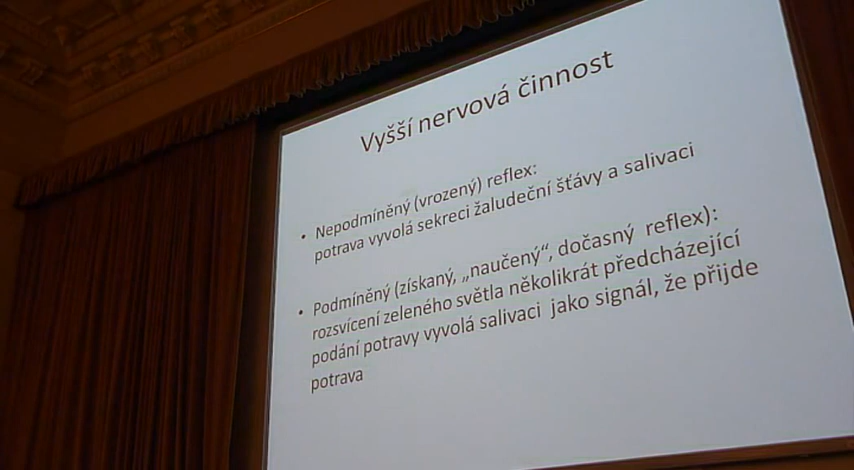 Vyšší nervová činnost
• Nepodmíněný (vrozený) reflex:
potrava vyvolá sekreci žaludeční šťávy a salivaci
• Podmíněný (získaný, „naučený“, dočasný reflex):
rozsvícení zeleného světla několikrát předcházející
podání potravy vyvolá salivaci jako signál, že přijde
potrava